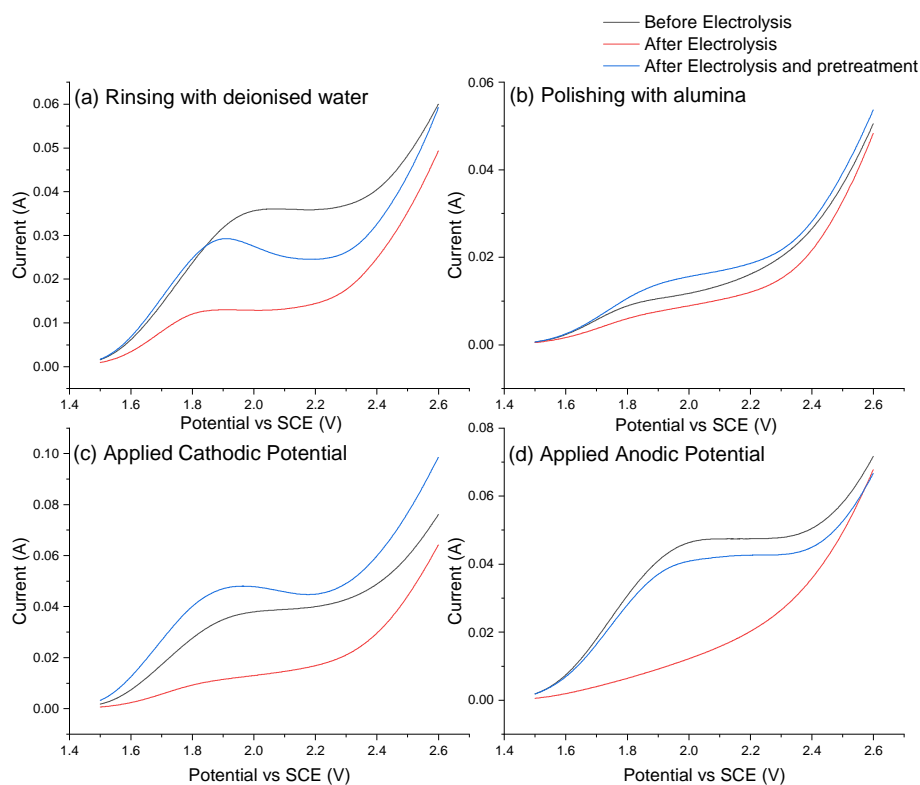 Before Electrolysis
After Electrolysis
After Electrolysis and pretreatment
(a) Rinsing with deionised water
0.06
0.05
0.04
0.03
0.02
0.01
0.00
Current (A)
1.4 1.6 1.8 2.0 2.2 2.4 2.6
Potential vs SCE (V)
(b) Polishing with alumina
0.06
0.04
0.02
0.00
Current (A)
1.4 1.6 1.8 2.0 2.2 2.4 2.6
Potential vs SCE (V)
(c) Applied Cathodic Potential
0.10
0.08
0.06
0.04
0.02
0.00
Current (A)
1.4 1.6 1.8 2.0 2.2 2.4 2.6
Potential vs SCE (V)
(d) Applied Anodic Potential
0.08
0.06
0.04
0.02
0.00
Current (A)
1.4 1.6 1.8 2.0 2.2 2.4 2.6
Potential vs SCE (V)